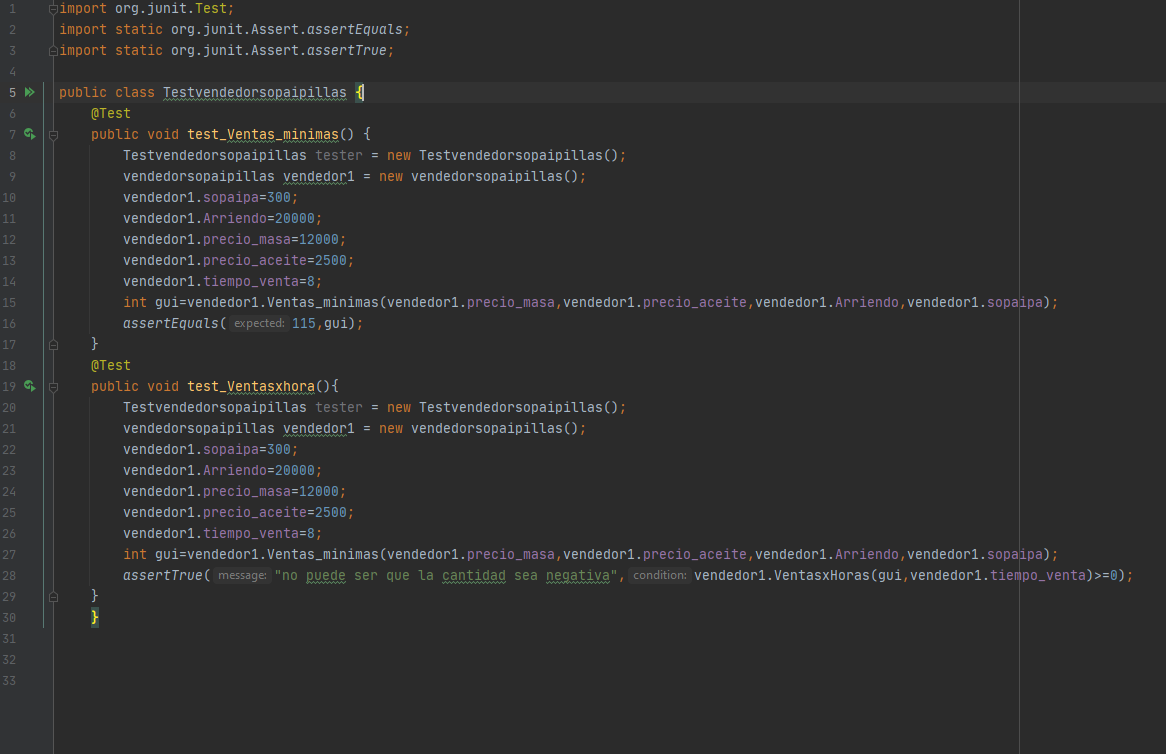 1 import org.junit.Test;
2 import static org.junit.Assert.assertEquals;
3 import static org.junit.Assert.assertTrue;
4
5 public class Testvendedorsopaipillas {
6 @Test
7 public void test_Ventas_minimas() {
8 Testvendedorsopaipillas tester = new Testvendedorsopaipillas();
9 vendedorsopaipillas vendedor1 = new vendedorsopaipillas();
10 vendedor1.sopaipa=300;
11 vendedor1.Arriendo=20000;
12 vendedor1.precio_masa=12000;
13 vendedor1.precio_aceite=2500;
14 vendedor1.tiempo_venta=8;
15 int gui=vendedor1.Ventas_minimas(vendedor1.precio_masa,vendedor1.precio_aceite,vendedor1.Arriendo,vendedor1.sopaipa);
16 assertEquals( expected: 115,gui);
17 }
18 @Test
19 public void test_Ventasxhora(){
20 Testvendedorsopaipillas tester = new Testvendedorsopaipillas();
21 vendedorsopaipillas vendedor1 = new vendedorsopaipillas();
22 vendedor1.sopaipa=300;
23 vendedor1.Arriendo=20000;
24 vendedor1.precio_masa=12000;
25 vendedor1.precio_aceite=2500;
26 vendedor1.tiempo_venta=8;
27 int gui=vendedor1.Ventas_minimas(vendedor1.precio_masa,vendedor1.precio_aceite,vendedor1.Arriendo,vendedor1.sopaipa);
28 assertTrue( message: "no puede ser que la cantidad sea negativa", condition: vendedor1.VentasxHoras(gui,vendedor1.tiempo_venta)>=0);
29 }
30 }
31
32
33